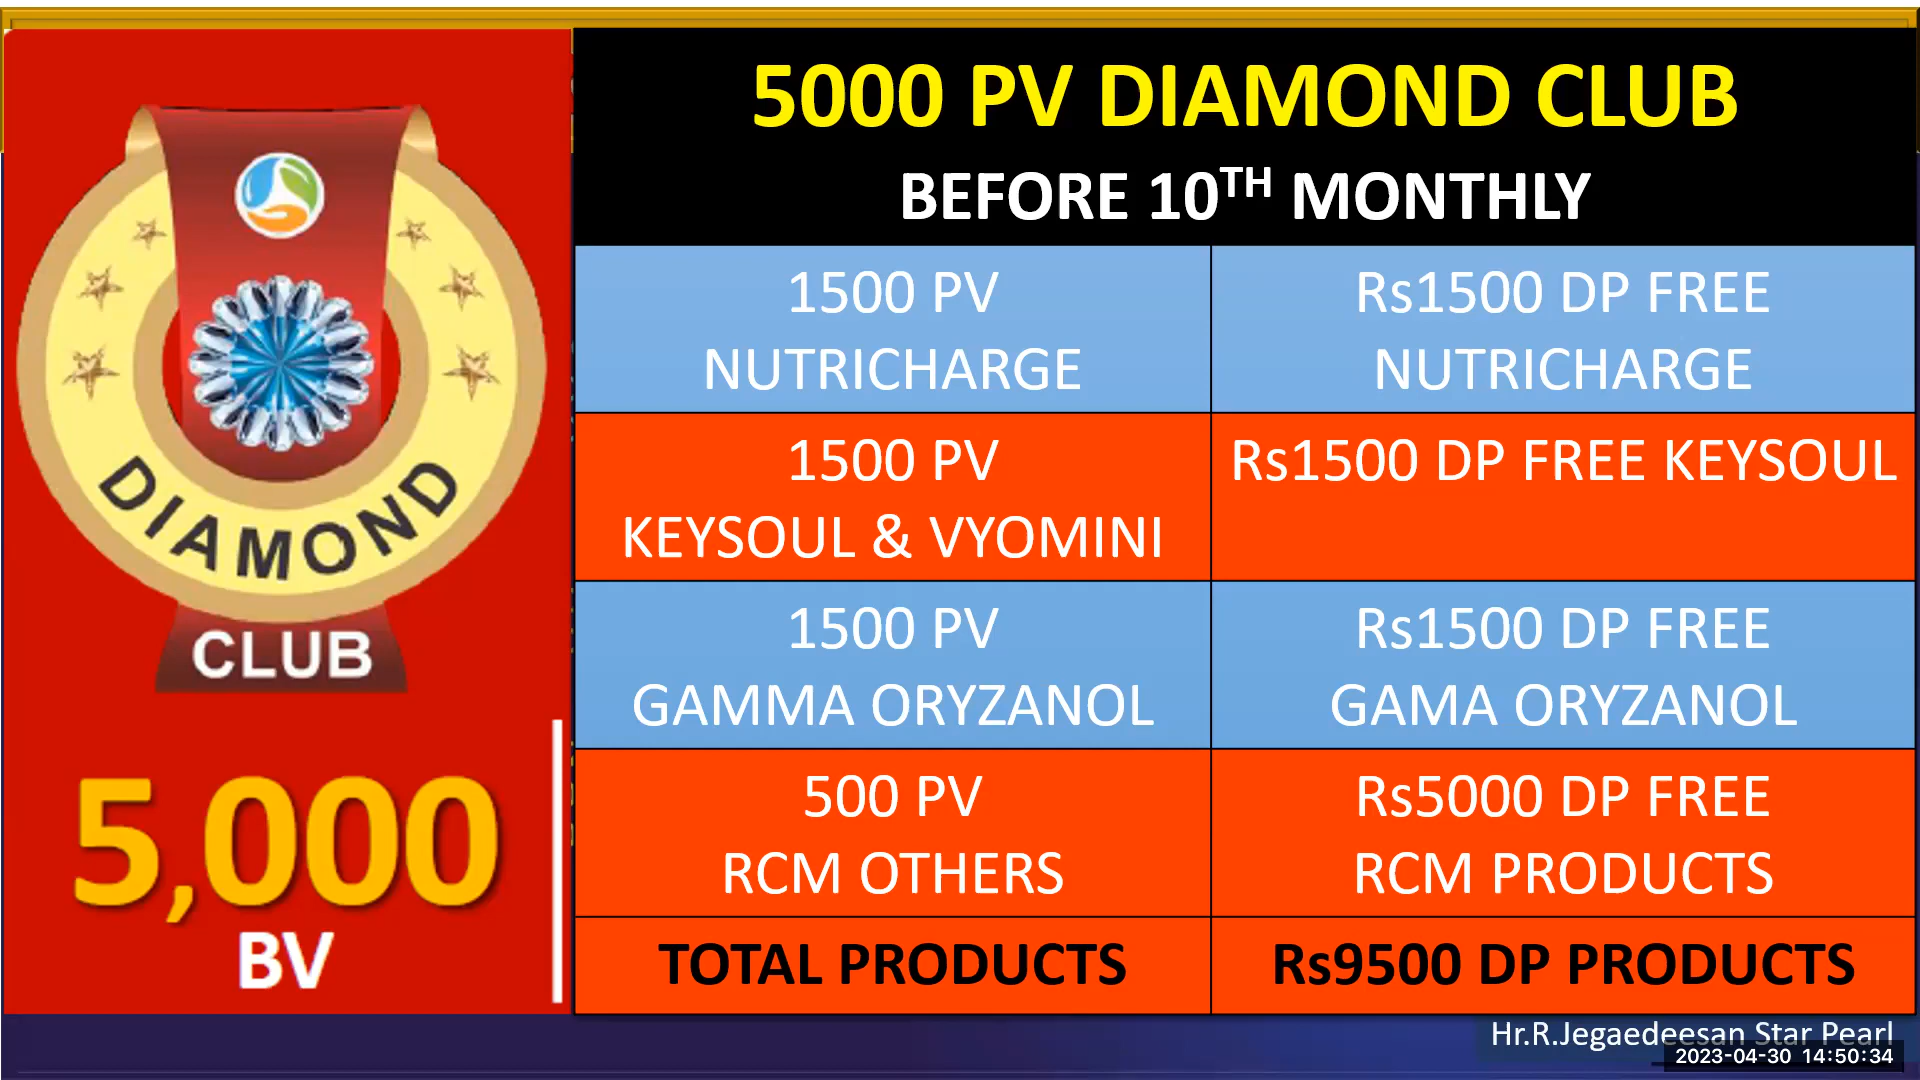 DIAMOND
CLUB
5,000
BV
5000 PV DIAMOND CLUB
BEFORE 10TH MONTHLY
1500 PV
NUTRICHARGE
Rs1500 DP FREE
NUTRICHARGE
1500 PV
KEYSOUL & VYOMINI
Rs1500 DP FREE KEYSOUL
1500 PV
GAMMA ORYZANOL
Rs1500 DP FREE
GAMA ORYZANOL
500 PV
RCM OTHERS
Rs5000 DP FREE
RCM PRODUCTS
TOTAL PRODUCTS
Rs9500 DP PRODUCTS
Hr.R.Jegaedeesan Star Pearl
2023-04-30 14:50:34